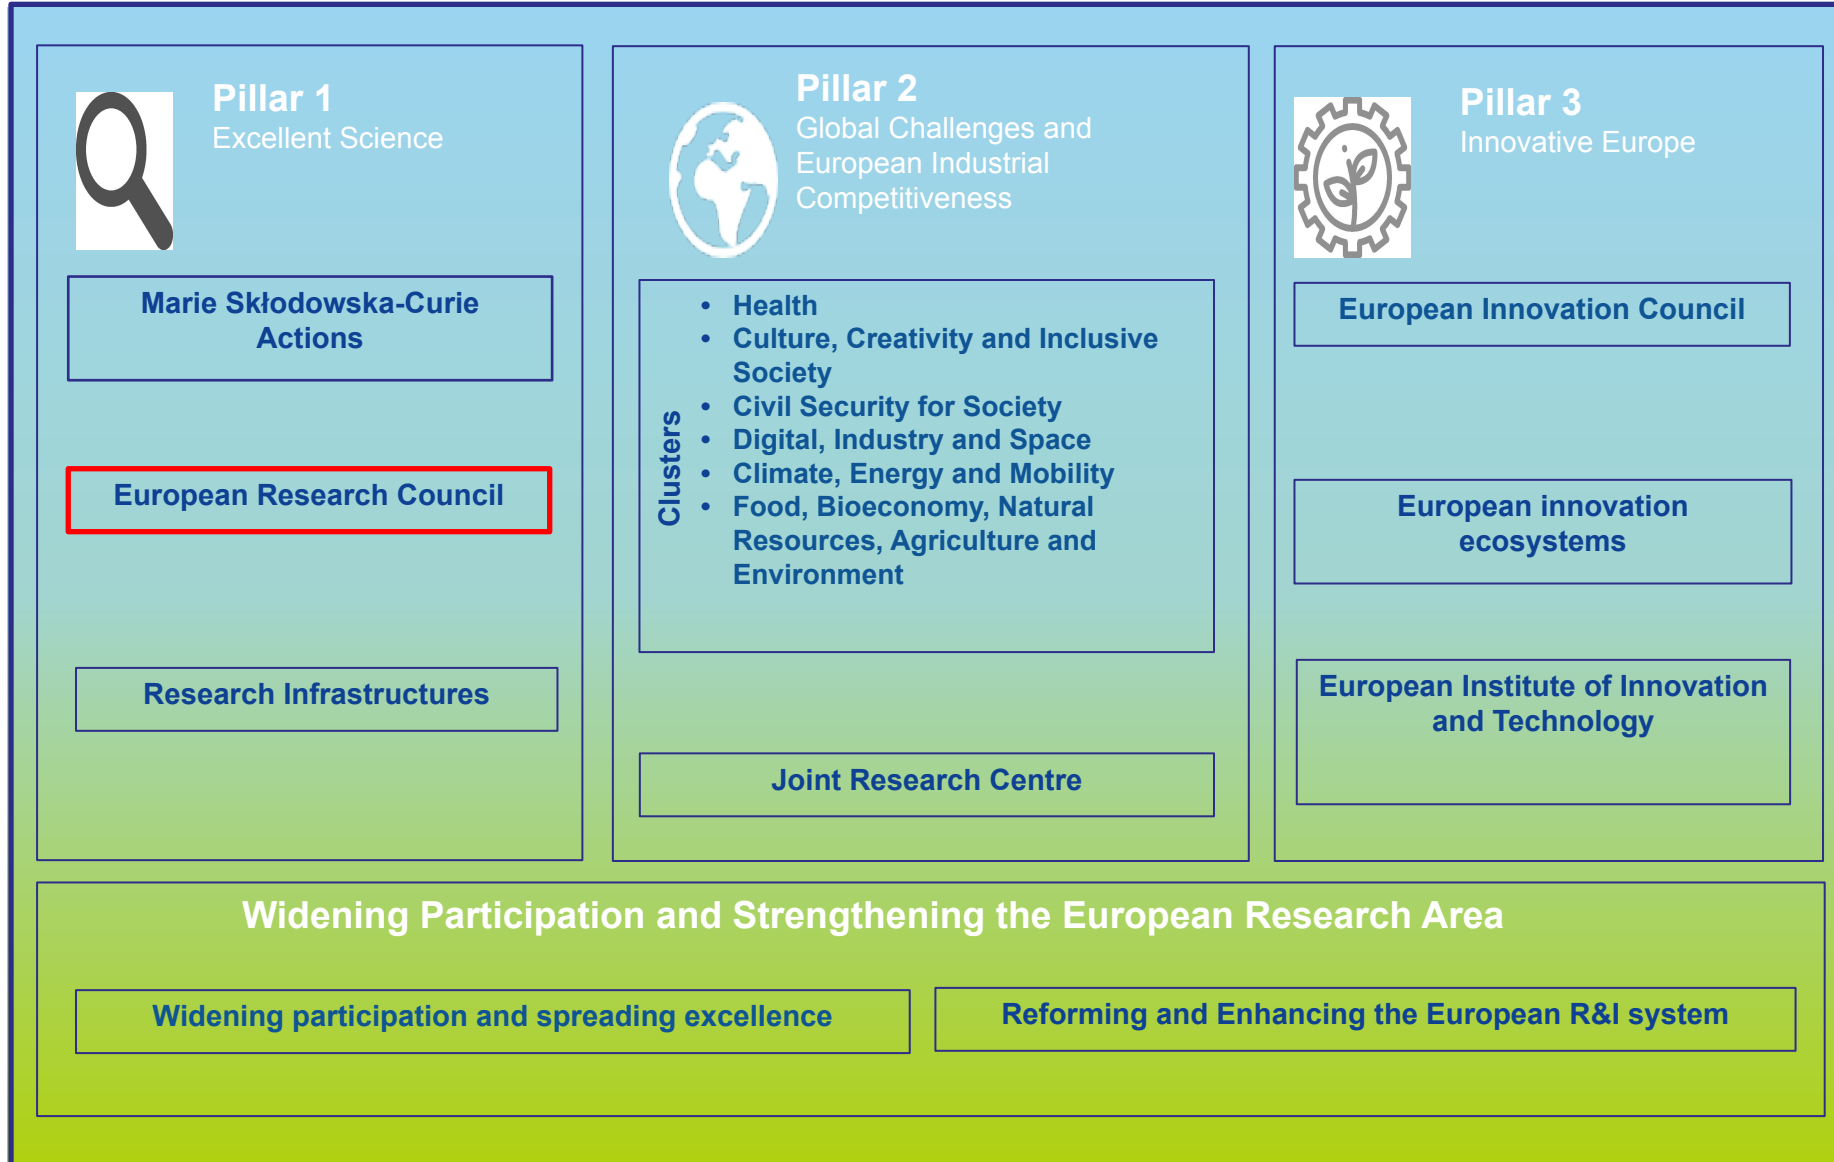 Pillar 1
Excellent Science
Marie Skłodowska-Curie
Actions
European Research Council
Research Infrastructures
Pillar 2
Global Challenges and
European Industrial
Competitiveness
Clusters
• Health
• Culture, Creativity and Inclusive
Society
• Civil Security for Society
• Digital, Industry and Space
• Climate, Energy and Mobility
• Food, Bioeconomy, Natural
Resources, Agriculture and
Environment
Joint Research Centre
Pillar 3
Innovative Europe
European Innovation Council
European innovation
ecosystems
European Institute of Innovation
and Technology
Widening Participation and Strengthening the European Research Area
Widening participation and spreading excellence
Reforming and Enhancing the European R&I system